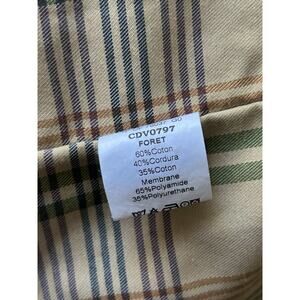 CDV0797
FORET
60%Coton
40%Cordura
35%Coton
Membrane
65%Polyamide
35%Polyurethane